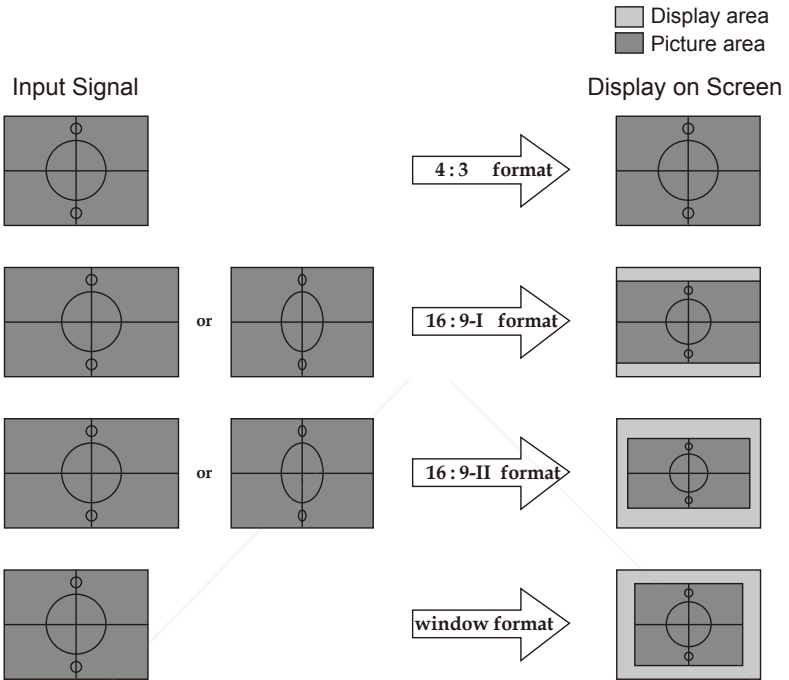 Display area
Picture area
Input Signal
Display on Screen
4 : 3 format
or
16 : 9-I format
or
16 : 9-II format
window format